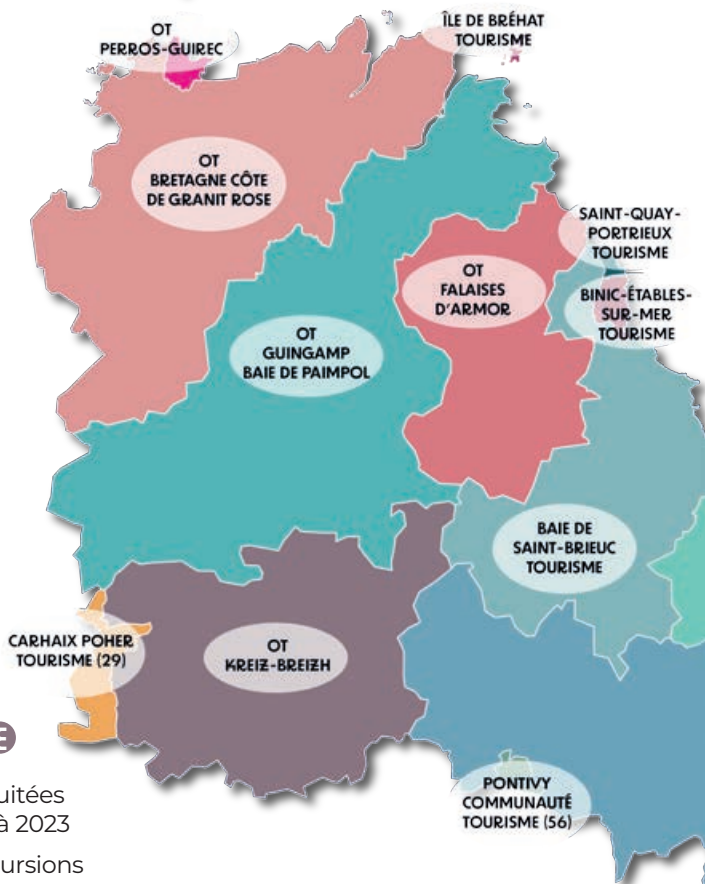 OT
PERROS-GUIREC
ÎLE DE BRÉHAT
TOURISME
OT
BRETAGNE CÔTE
DE GRANIT ROSE
SAINT-QUAY-
PORTRIEUX
TOURISME
OT
FALAISES
D'ARMOR
BINIC-ÉTABLES-
SUR-MER
TOURISME
OT
GUINGAMP
BAIE DE PAIMPOL
BAIE DE
SAINT-BRIEUC
TOURISME
CARHAIX POHER
TOURISME (29)
OT
KREIZ-BREIZH
E
uitées
à 2023
ursions
PONTIVY
COMMUNAUTÉ
TOURISME (56)